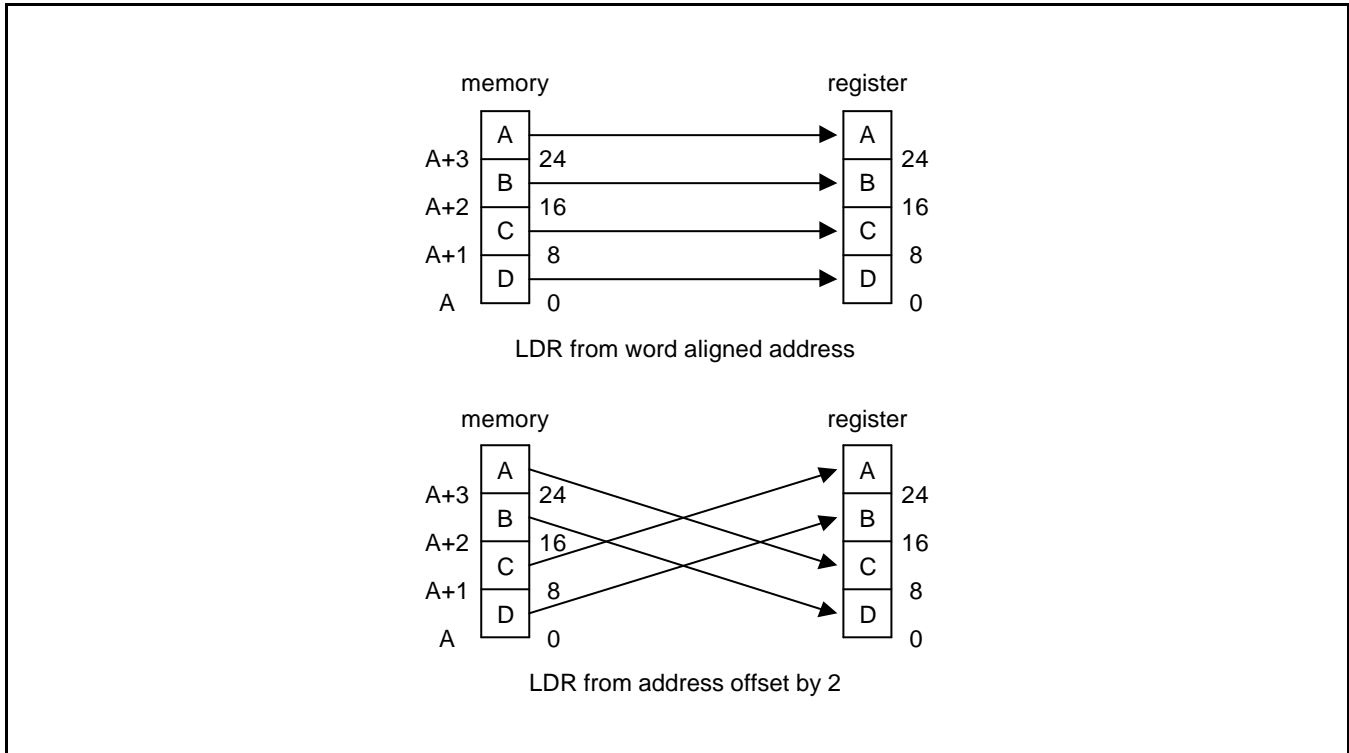 memory register
A A
A+3 24 24
B B
A+2 16 16
C C
A+1 8 8
D D
A 0 0
LDR from word aligned address
memory register
A A
A+3 24 24
B B
A+2 16 16
C C
A+1 8 8
D D
A 0 0
LDR from address offset by 2